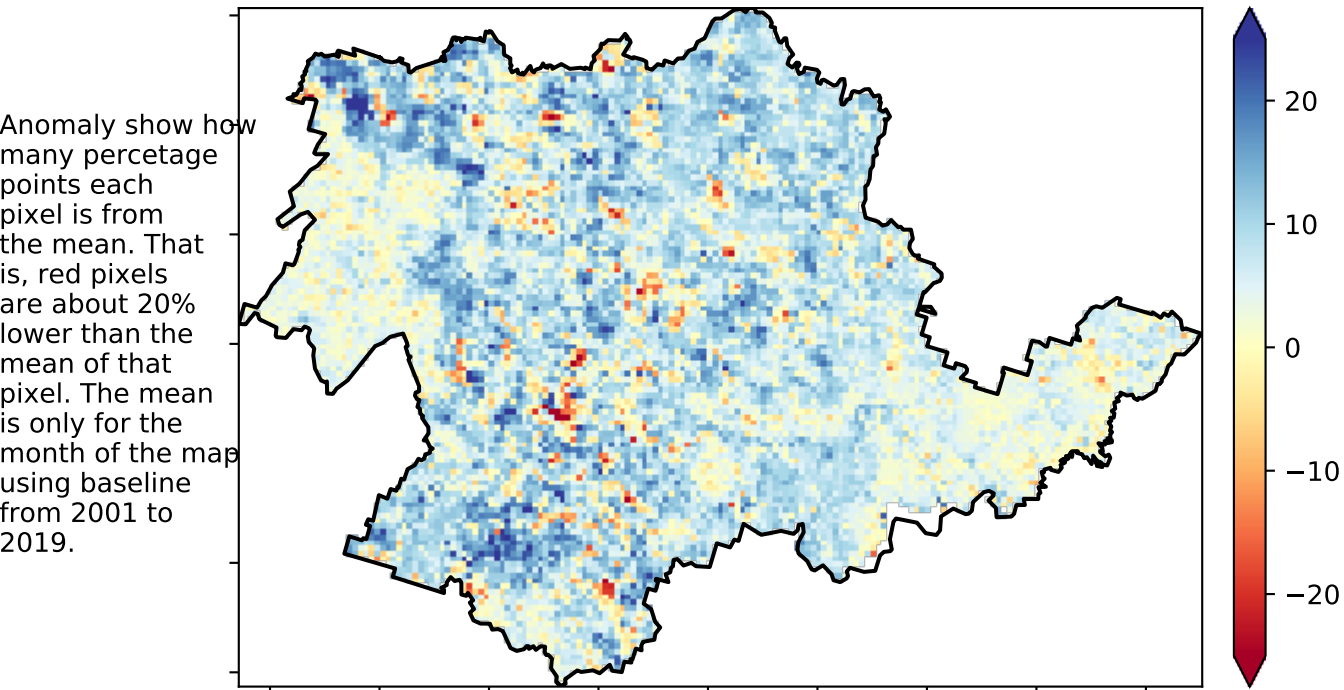 Anomaly show how
many percetage
points each
pixel is from
the mean. That
is, red pixels
are about 20%
lower than the
mean of that
pixel. The mean
is only for the
month of the map
using baseline
from 2001 to
2019.
20
10
0
−10
−20